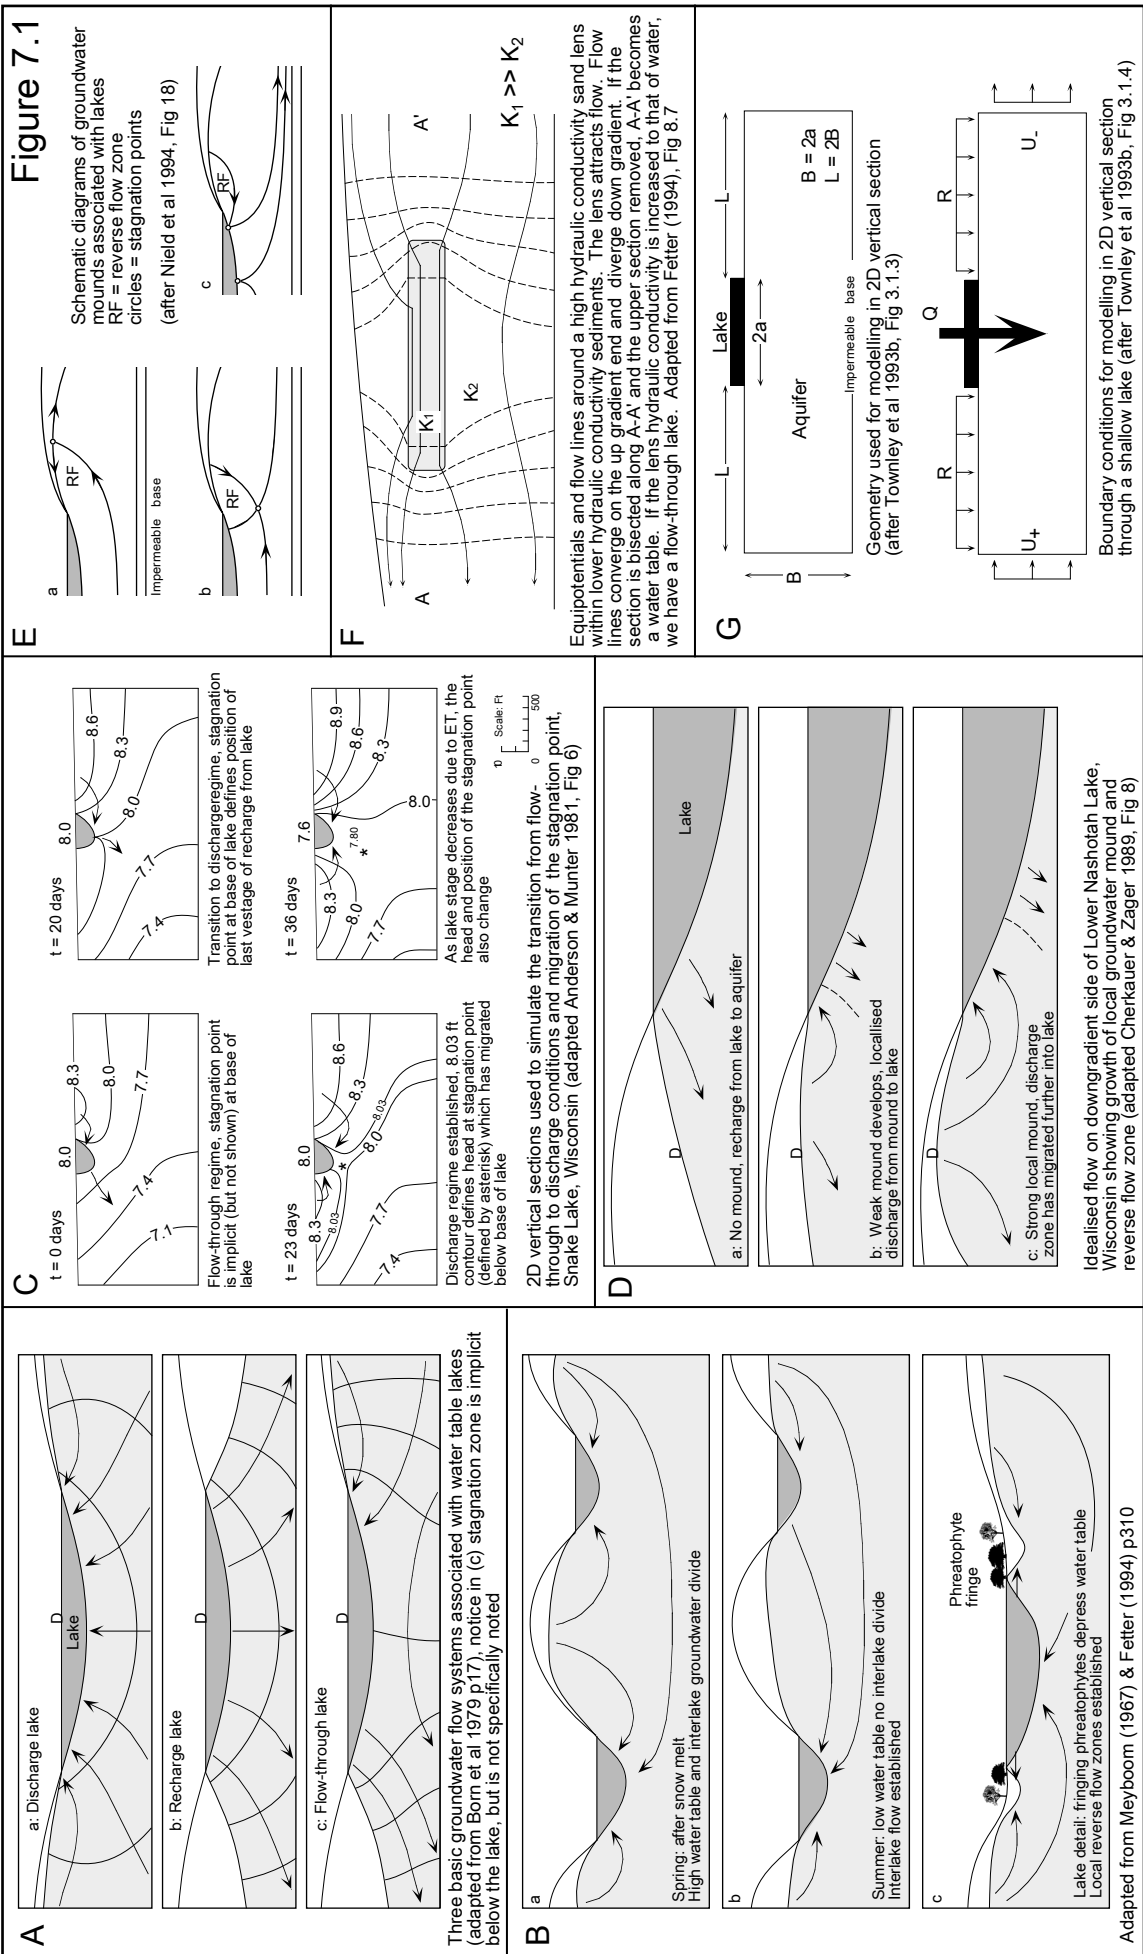 Figure 7.1
A
a: Discharge lake
D
Lake
b: Recharge lake
D
c: Flow-through lake
D
Three basic groundwater flow systems associated with water table lakes
(adapted from Born et al 1979 p17), notice in (c) stagnation zone is implicit
below the lake, but is not specifically noted
B
a
Spring: after snow melt
High water table and interlake groundwater divide
b
Summer: low water table no interlake divide
Interlake flow established
c
Phreatophyte
fringe
Lake detail: fringing phreatophytes depress water table
Local reverse flow zones established
Adapted from Meyboom (1967) & Fetter (1994) p310
C
t = 0 days
8.0
8.3
8.0
7.7
7.4
7.1
Flow-through regime, stagnation point
is implicit (but not shown) at base of
lake
t = 20 days
8.0
8.6
8.3
8.0
7.7
7.4
Transition to dischargeregime, stagnation
point at base of lake defines position of
last vestage of recharge from lake
t = 23 days
8.0
8.3
8.03
*
8.6
8.3
8.03
8.0
7.7
7.4
Discharge regime established, 8.03 ft
contour defines head at stagnation point
(defined by asterisk) which has migrated
below base of lake
t = 36 days
7.6
8.3
8.0
7.7
7.80
*
8.9
8.6
8.3
8.0
As lake stage decreases due to ET, the
head and position of the stagnation point
also change
Scale: Ft
10
0
500
2D vertical sections used to simulate the transition from flow-
through to discharge conditions and migration of the stagnation point,
Snake Lake, Wisconsin (adapted Anderson & Munter 1981, Fig 6)
D
D
Lake
a: No mound, recharge from lake to aquifer
D
b: Weak mound develops, localised
discharge from mound to lake
D
c: Strong local mound, discharge
zone has migrated further into lake
Idealised flow on downgradient side of Lower Nashotah Lake,
Wisconsin showing growth of local groundwater mound and
reverse flow zone (adapted Cherkauer & Zager 1989, Fig 8)
E
a
RF
Impermeable base
b
RF
c
RF
Schematic diagrams of groundwater
mounds associated with lakes
RF = reverse flow zone
circles = stagnation points
(after Nield et al 1994, Fig 18)
F
A
A'
K1
K2
K1 >> K2
Equipotentials and flow lines around a high hydraulic conductivity sand lens
within lower hydraulic conductivity sediments. The lens attracts flow. Flow
lines converge on the up gradient end and diverge down gradient. If the
section is bisected along A-A' and the upper section removed, A-A' becomes
a water table. If the lens hydraulic conductivity is increased to that of water,
we have a flow-through lake. Adapted from Fetter (1994), Fig 8.7
G
L
Lake
L
2a
B
Aquifer
B = 2a
L = 2B
Impermeable base
Geometry used for modelling in 2D vertical section
(after Townley et al 1993b, Fig 3.1.3)
R
Q
R
U+
U-
Boundary conditions for modelling in 2D vertical section
through a shallow lake (after Townley et al 1993b, Fig 3.1.4)